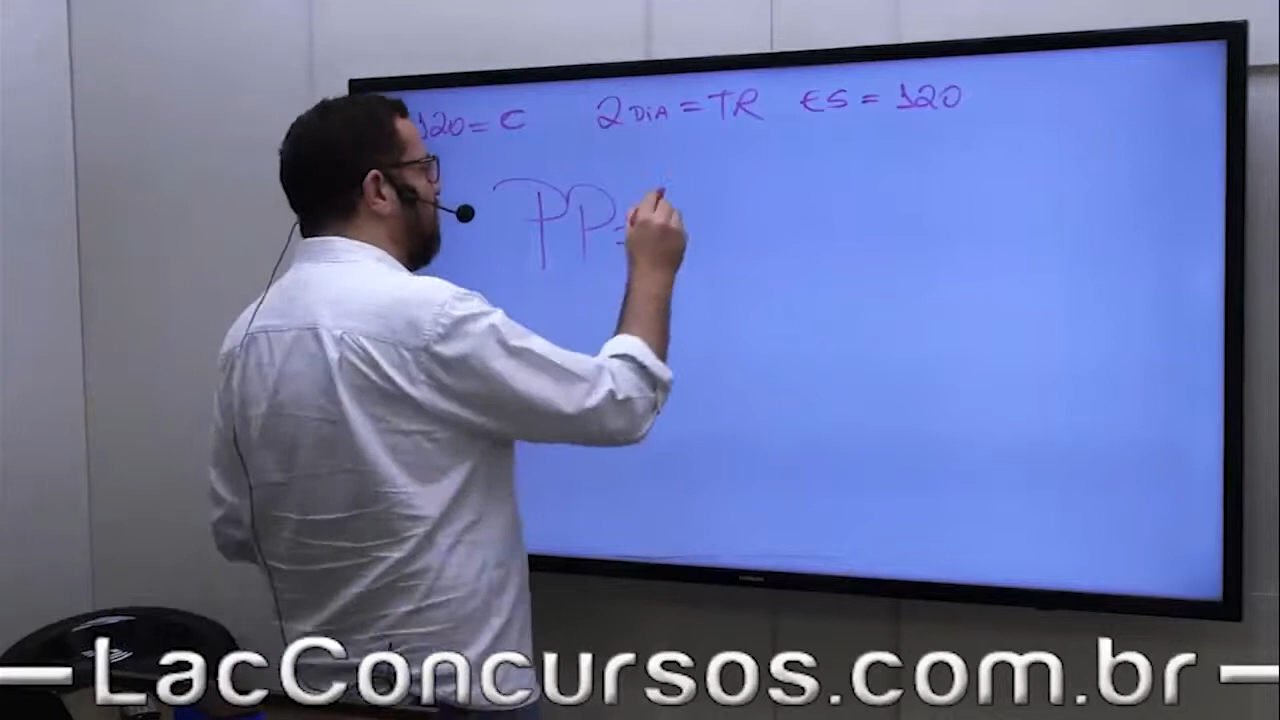 120 = C 2 DIA = TR ES = 120
PP=
LacConcursos.com.br